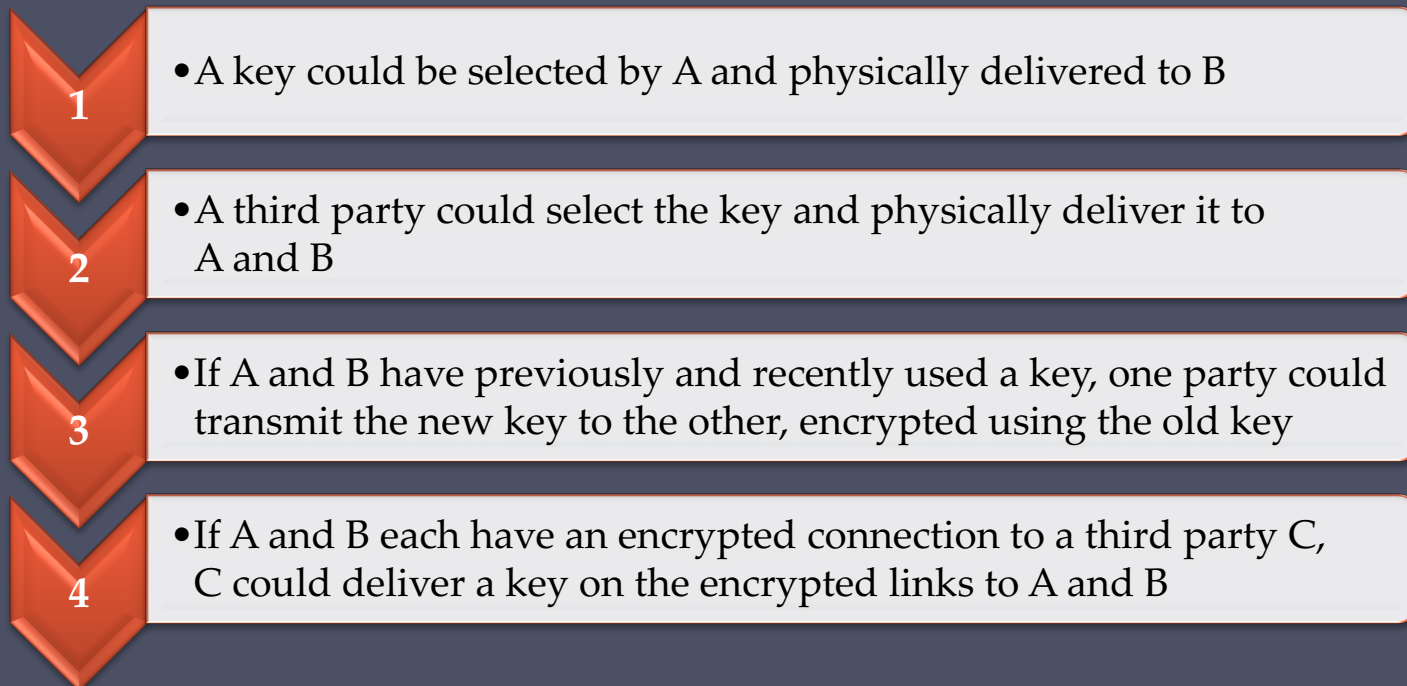 1
•A key could be selected by A and physically delivered to B
2
•A third party could select the key and physically deliver it to
A and B
3
•If A and B have previously and recently used a key, one party could
transmit the new key to the other, encrypted using the old key
4
•If A and B each have an encrypted connection to a third party C,
C could deliver a key on the encrypted links to A and B